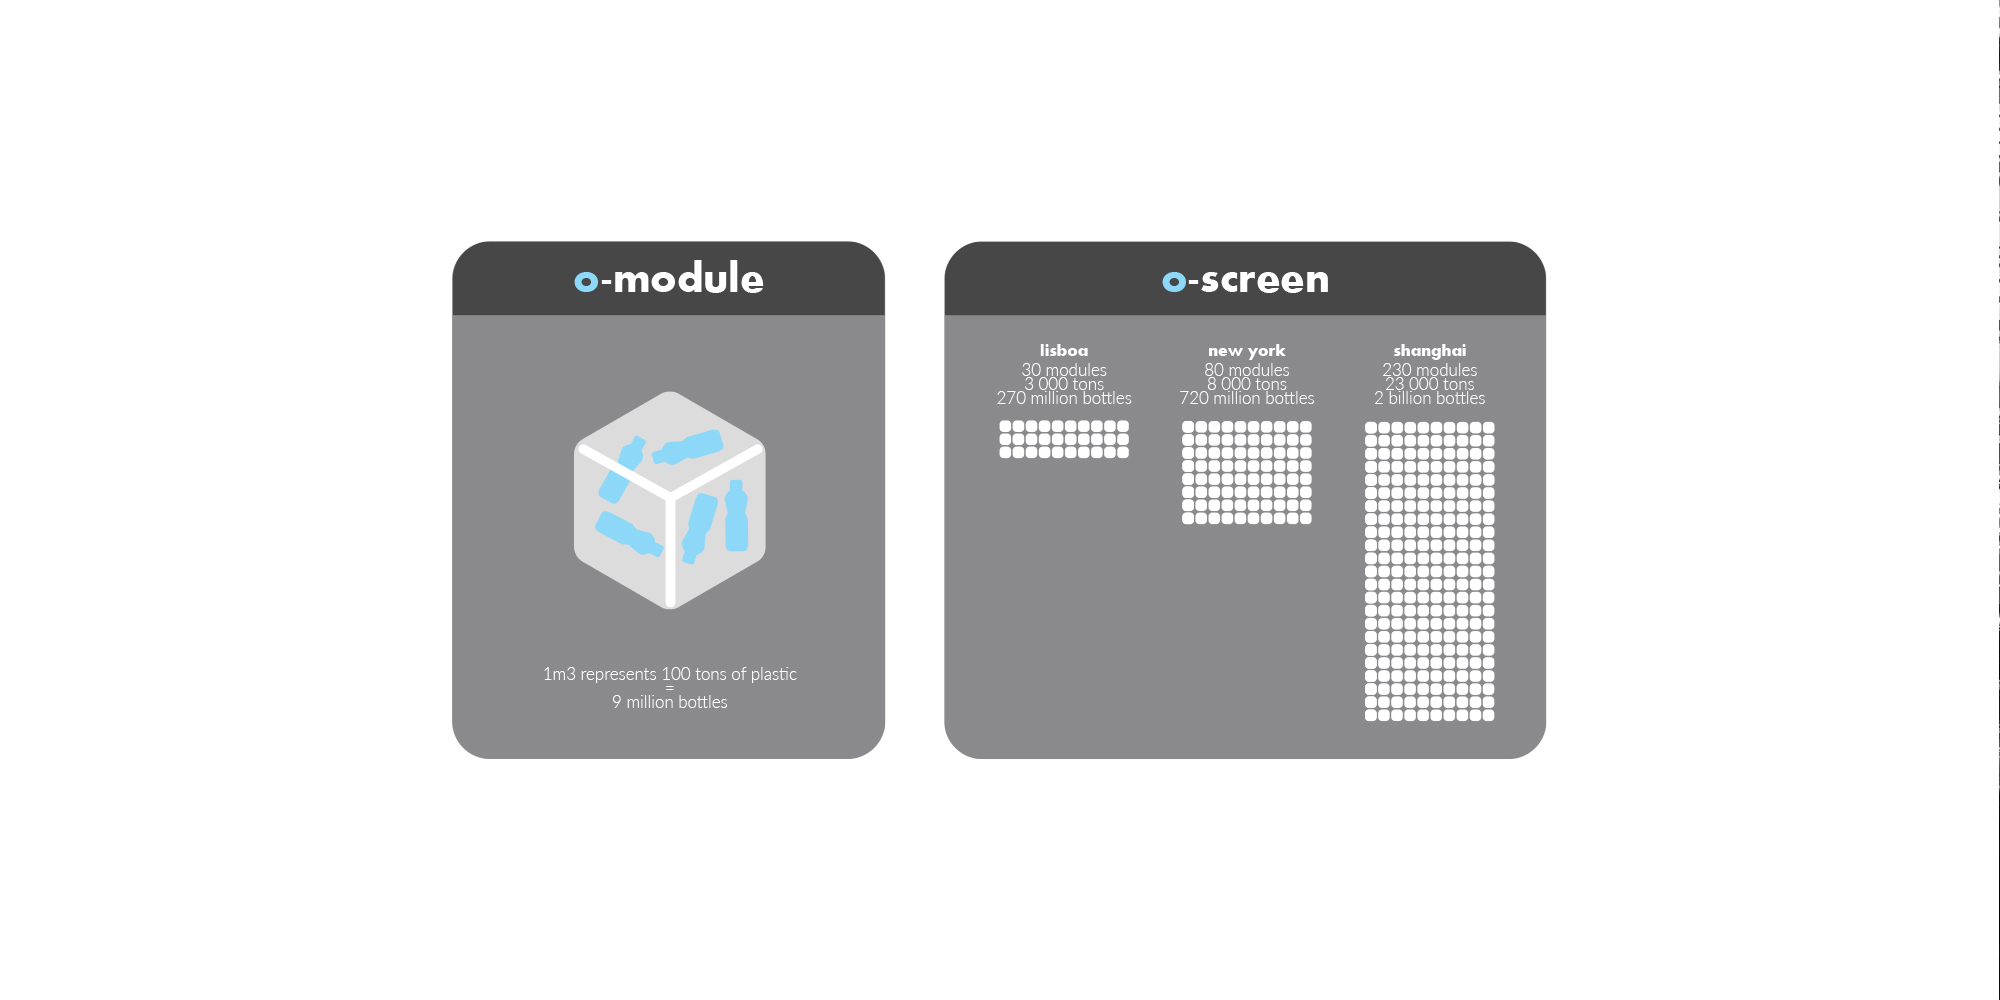 o-module
1m3 represents 100 tons of plastic
=
9 million bottles
o-screen
lisboa
30 modules
3 000 tons
270 million bottles
new york
80 modules
8 000 tons
720 million bottles
shanghai
230 modules
23 000 tons
2 billion bottles